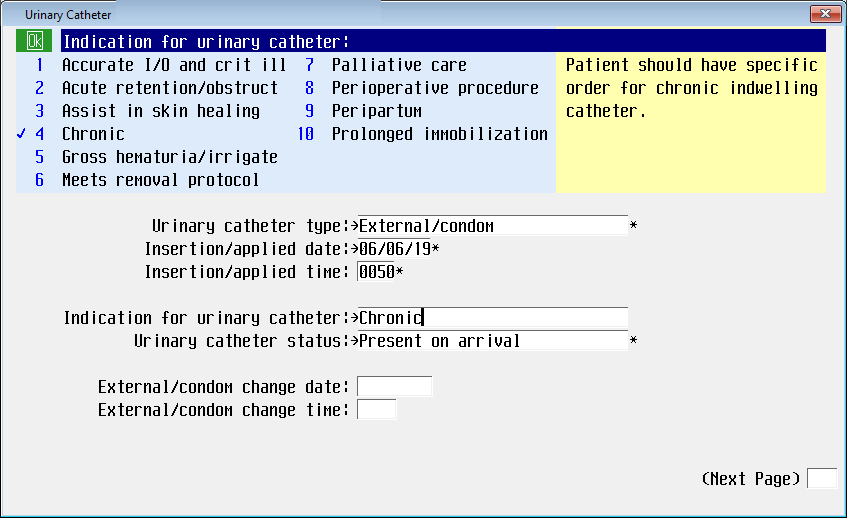 Urinary Catheter
Ok Indication for urinary catheter:
1 Accurate I/O and crit ill 7 Palliative care
2 Acute retention/obstruct 8 Perioperative procedure
3 Assist in skin healing 9 Peripartum
✓ 4 Chronic 10 Prolonged immobilization
5 Gross hematuria/irrigate
6 Meets removal protocol
Patient should have specific
order for chronic indwelling
catheter.
Urinary catheter type:→External/condom *
Insertion/applied date:→06/06/19*
Insertion/applied time: 0050*
Indication for urinary catheter:→Chronic
Urinary catheter status:→Present on arrival *
External/condom change date:
External/condom change time:
(Next Page)